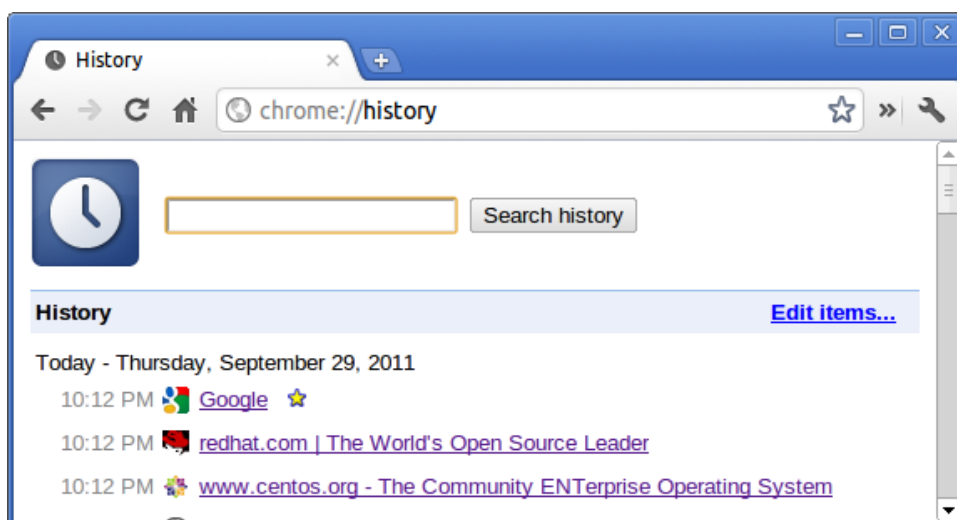 History
chrome://history
Search history
History Edit items...
Today - Thursday, September 29, 2011
10:12 PM Google
10:12 PM redhat.com | The World's Open Source Leader
10:12 PM www.centos.org - The Community ENTerprise Operating System